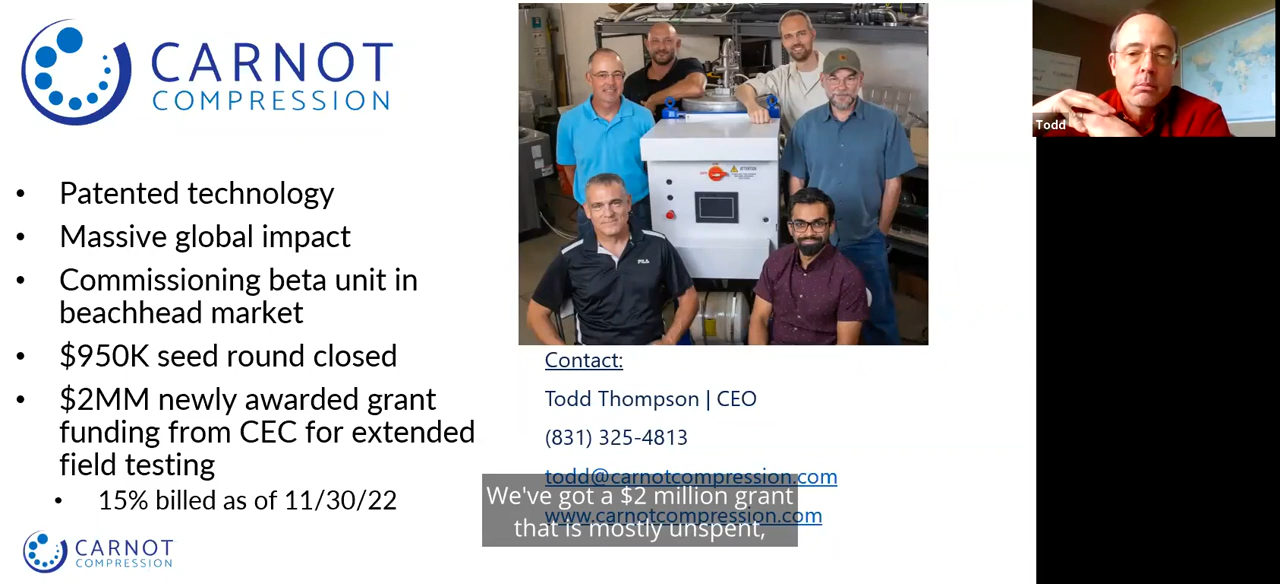 CARNOT
COMPRESSION
• Patented technology
• Massive global impact
• Commissioning beta unit in
beachhead market
• $950K seed round closed
• $2MM newly awarded grant
funding from CEC for extended
field testing
• 15% billed as of 11/30/22
CARNOT
COMPRESSION
FILA
Contact:
Todd Thompson | CEO
(831) 325-4813
todd@carnotcompression.com
www.carnotcompression.com
We've got a $2 million grant
that is mostly unspent,
Todd